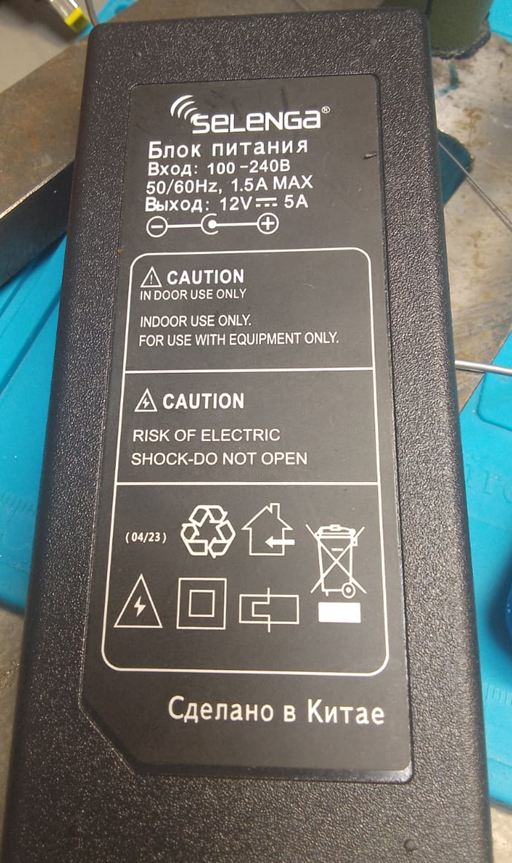 SELENGA®
Блок питания
Вход: 100-240В
50/60Hz, 1.5A MAX
Выход: 12V⎓ 5A
CAUTION
IN DOOR USE ONLY
INDOOR USE ONLY.
FOR USE WITH EQUIPMENT ONLY.
CAUTION
RISK OF ELECTRIC
SHOCK-DO NOT OPEN
(04/23)
Сделано в Китае